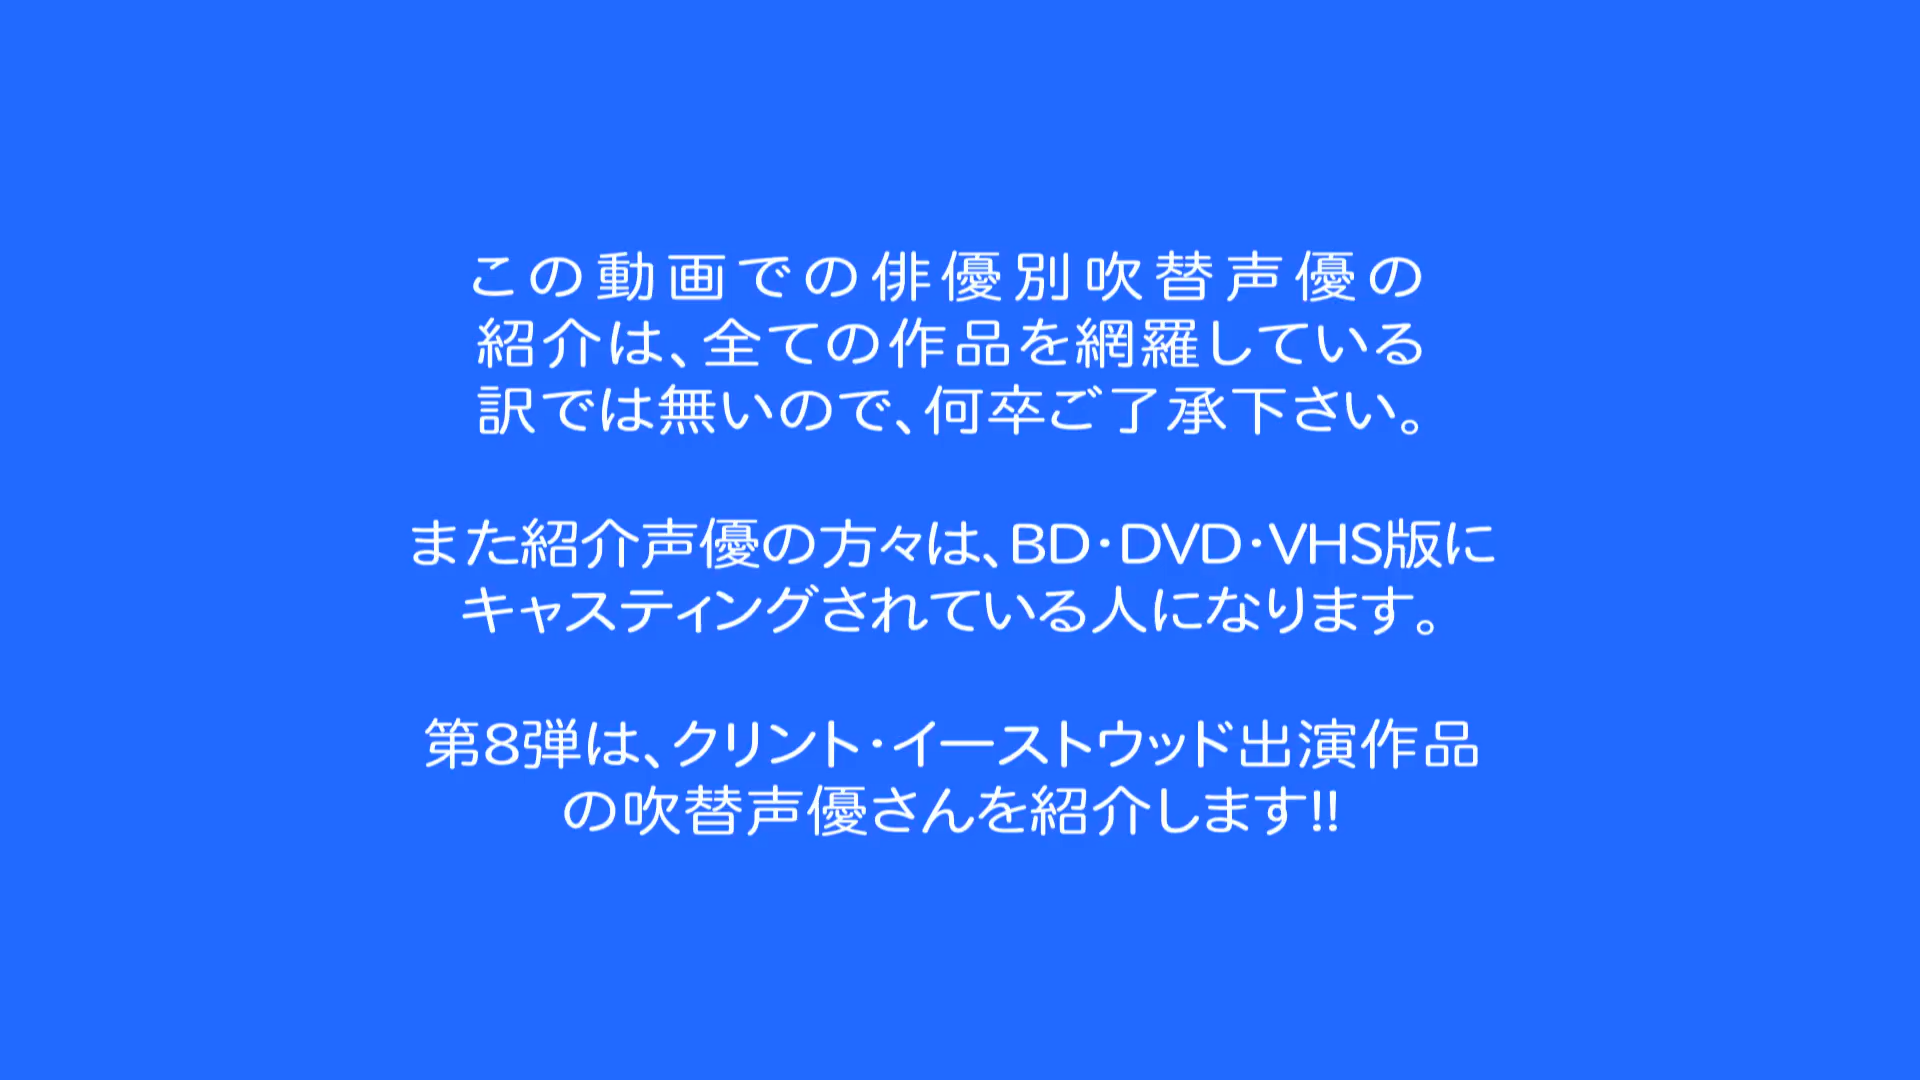 この動画での俳優別吹替声優の
紹介は、全ての作品を網羅している
訳では無いので、何卒ご了承下さい。
また紹介声優の方々は、BD・DVD・VHS版に
キャスティングされている人になります。
第8弾は、クリント・イーストウッド出演作品
の吹替声優さんを紹介します!!